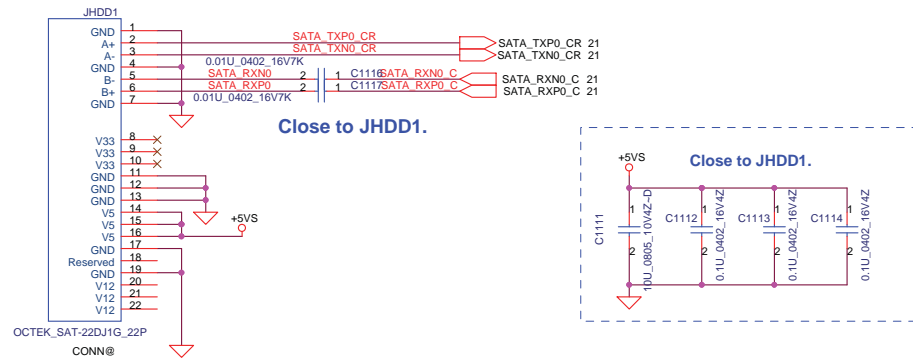 JHDD1
GND 1
A+ 2 SATA_TXP0_CR SATA_TXP0_CR 21
A- 3 SATA_TXN0_CR SATA_TXN0_CR 21
GND 4 0.01U_0402_16V7K
B- 5 SATA_RXN0 2 1 C1116 SATA_RXN0_C SATA_RXN0_C 21
B+ 6 SATA_RXP0 2 1 C1117 SATA_RXP0_C SATA_RXP0_C 21
GND 7 0.01U_0402_16V7K
Close to JHDD1.
V33 8
V33 9
V33 10
GND 11
GND 12
GND 13
V5 14
V5 15 +5VS
V5 16
GND 17
Reserved 18
GND 19
V12 20
V12 21
V12 22
OCTEK_SAT-22DJ1G_22P
CONN@
+5VS
Close to JHDD1.
C1111 1 2 10U_0805_10V4Z~D
C1112 1 2 0.1U_0402_16V4Z
C1113 1 2 0.1U_0402_16V4Z
C1114 1 2 0.1U_0402_16V4Z